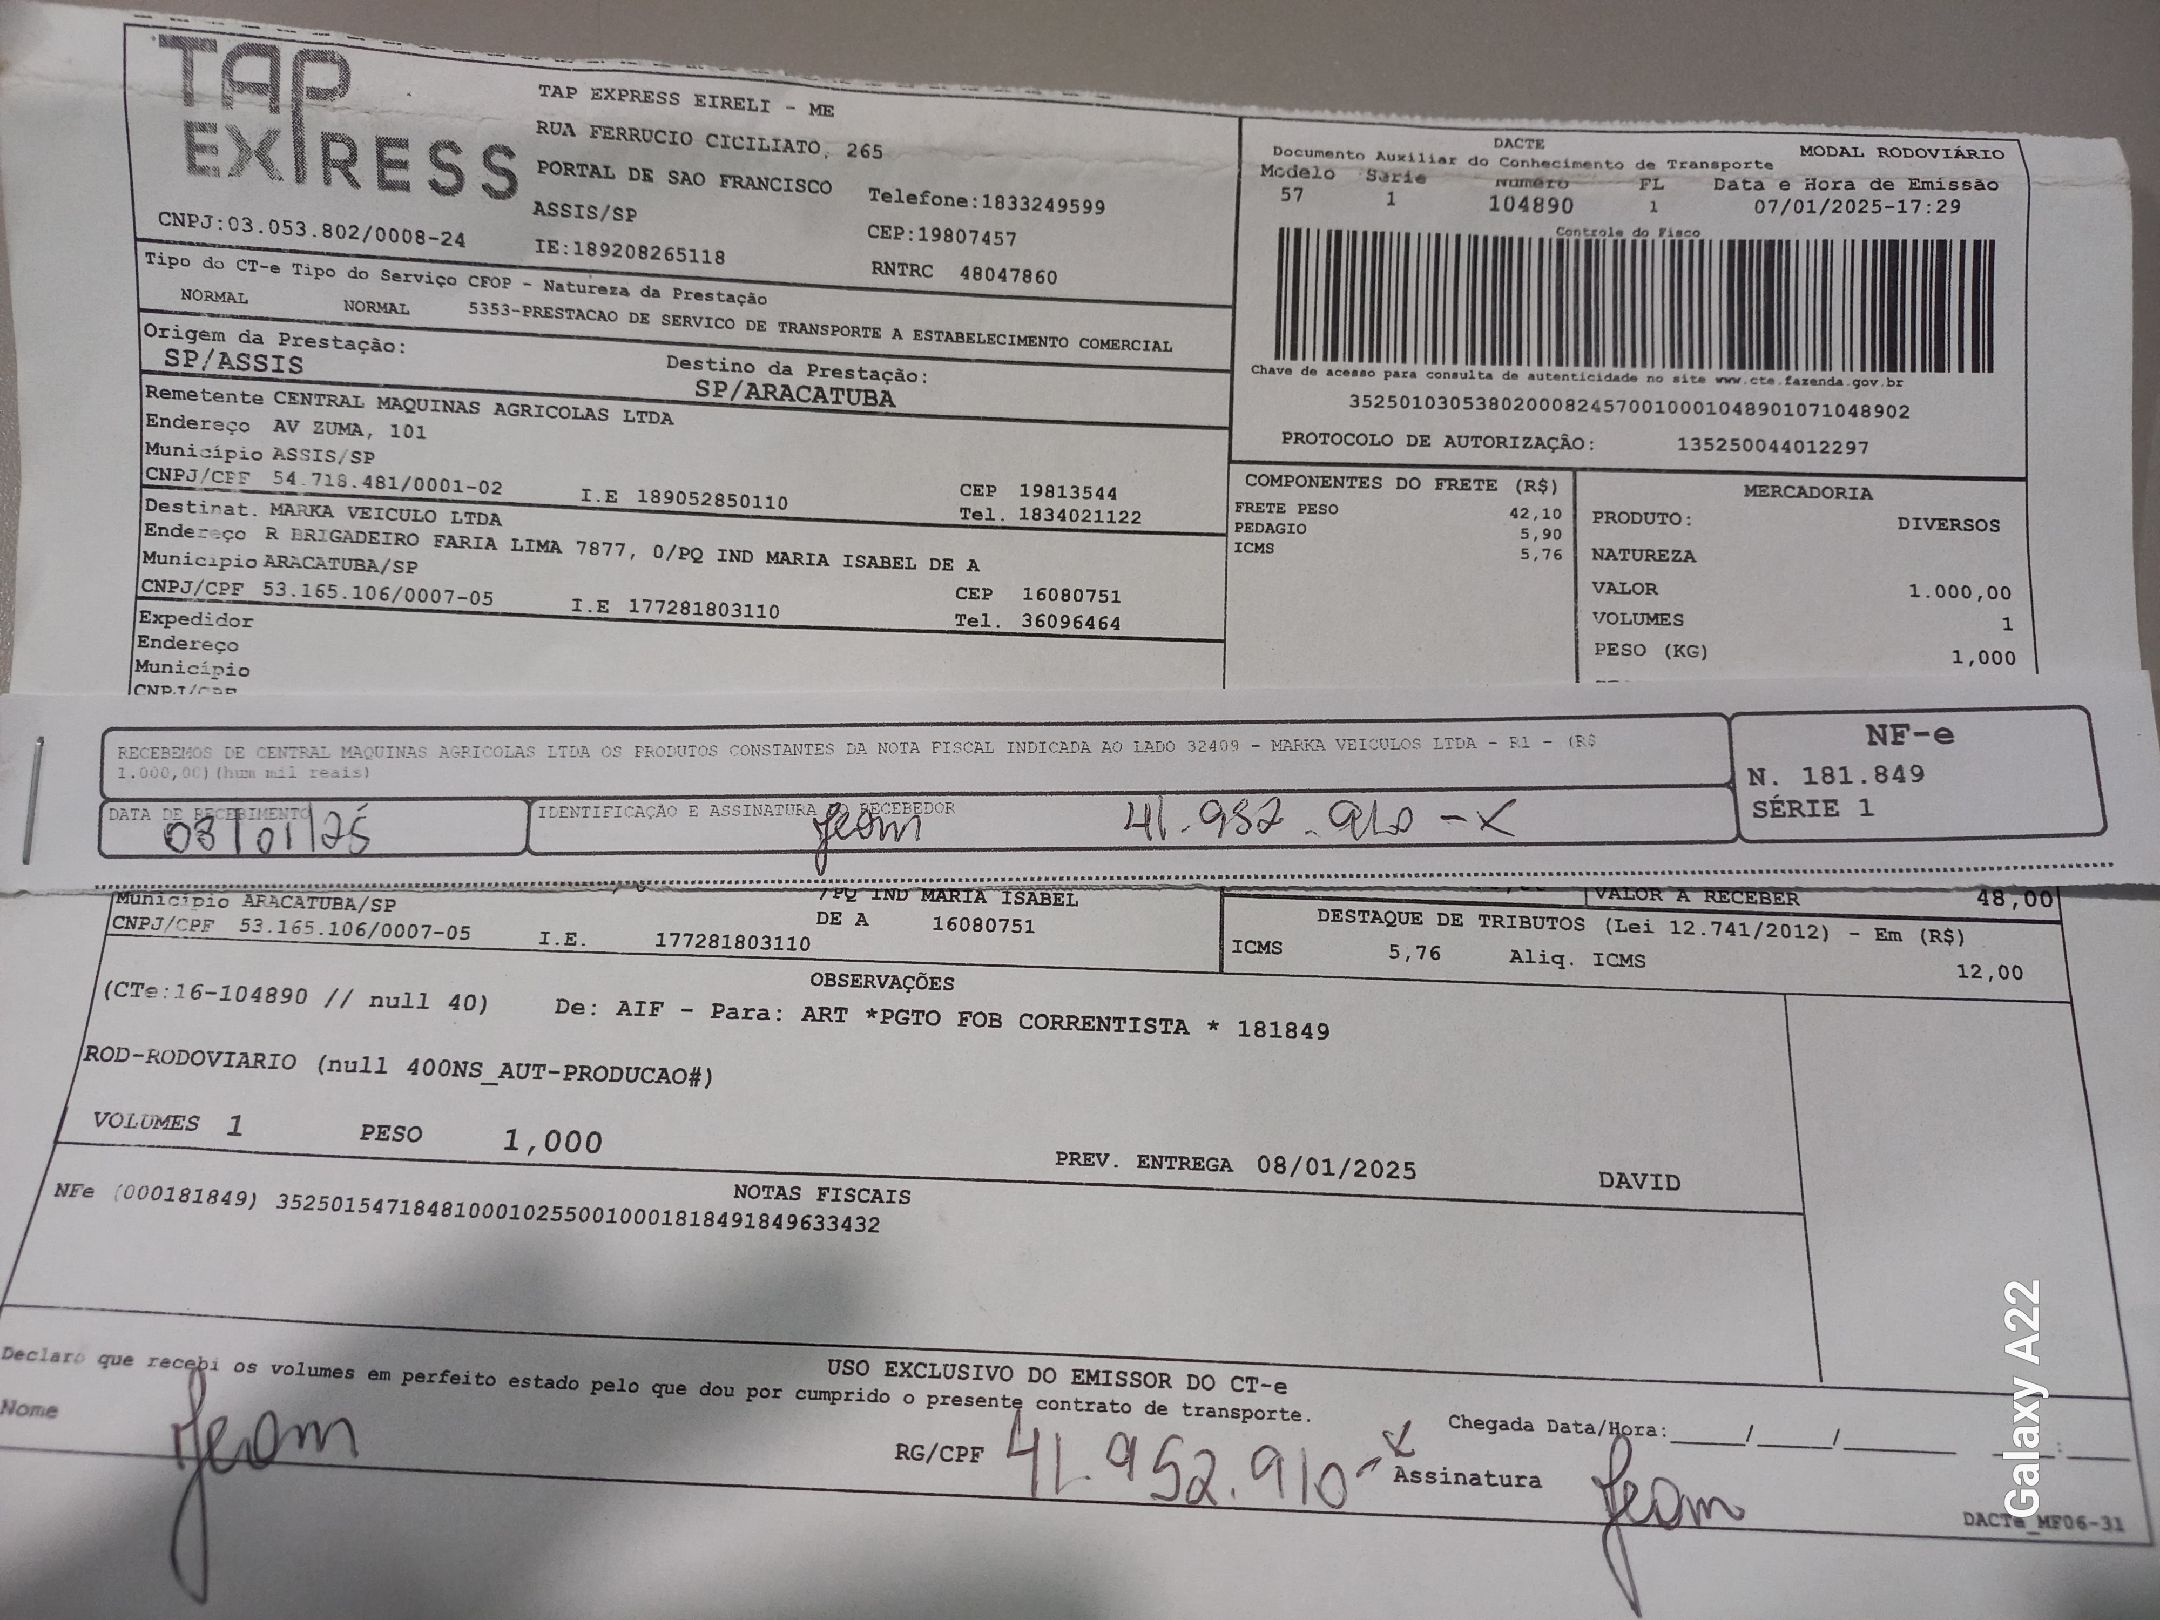 TAP
EXPRESS
CNPJ:03.053.802/0008-24
TAP EXPRESS EIRELI - ME
RUA FERRUCIO CICILIATO, 265
PORTAL DE SAO FRANCISCO
ASSIS/SP
IE:189208265118
Telefone:1833249599
CEP:19807457
RNTRC 48047860
DACTE
MODAL RODOVIÁRIO
Documento Auxiliar do Conhecimento de Transporte
Modelo Série Número FL Data e Hora de Emissão
57 1 104890 1 07/01/2025-17:29
Controle do Fisco
Chave de acesso para consulta de autenticidade no site www.cte.fazenda.gov.br
35250103053802000824570010001048901071048902
PROTOCOLO DE AUTORIZAÇÃO: 135250044012297
Tipo do CT-e Tipo do Serviço CFOP - Natureza da Prestação
NORMAL NORMAL 5353-PRESTACAO DE SERVICO DE TRANSPORTE A ESTABELECIMENTO COMERCIAL
Origem da Prestação:
SP/ASSIS
Destino da Prestação:
SP/ARACATUBA
Remetente CENTRAL MAQUINAS AGRICOLAS LTDA
Endereço AV ZUMA, 101
Município ASSIS/SP
CNPJ/CPF 54.718.481/0001-02 I.E 189052850110
CEP 19813544
Tel. 1834021122
Destinat. MARKA VEICULO LTDA
Endereço R BRIGADEIRO FARIA LIMA 7877, 0/PQ IND MARIA ISABEL DE A
Município ARACATUBA/SP
CNPJ/CPF 53.165.106/0007-05 I.E 177281803110
CEP 16080751
Tel. 36096464
Expedidor
Endereço
Município
CNPJ/CPF
COMPONENTES DO FRETE (R$)
FRETE PESO 42,10
PEDAGIO 5,90
ICMS 5,76
MERCADORIA
PRODUTO: DIVERSOS
NATUREZA
VALOR 1.000,00
VOLUMES 1
PESO (KG) 1,000
RECEBEMOS DE CENTRAL MAQUINAS AGRICOLAS LTDA OS PRODUTOS CONSTANTES DA NOTA FISCAL INDICADA AO LADO 32409 - MARKA VEICULOS LTDA - R1 - (R$
1.000,00)(hum mil reais)
DATA DE RECEBIMENTO
08/01/25
IDENTIFICAÇÃO E ASSINATURA DO RECEBEDOR
Jeam 41.952.910-X
NF-e
N. 181.849
SÉRIE 1
/PQ IND MARIA ISABEL
Município ARACATUBA/SP DE A 16080751
CNPJ/CPF 53.165.106/0007-05 I.E. 177281803110
VALOR A RECEBER 48,00
DESTAQUE DE TRIBUTOS (Lei 12.741/2012) - Em (R$)
ICMS 5,76 Aliq. ICMS 12,00
OBSERVAÇÕES
(CTe:16-104890 // null 40) De: AIF - Para: ART *PGTO FOB CORRENTISTA * 181849
ROD-RODOVIARIO (null 400NS_AUT-PRODUCAO#)
VOLUMES 1 PESO 1,000
PREV. ENTREGA 08/01/2025 DAVID
NOTAS FISCAIS
NFe (000181849) 35250154718481000102550010001818491849633432
USO EXCLUSIVO DO EMISSOR DO CT-e
Declaro que recebi os volumes em perfeito estado pelo que dou por cumprido o presente contrato de transporte.
Nome Jeam
RG/CPF 41.952.910-X
Chegada Data/Hora:_____/_____/_______ ___:___
Assinatura Jeam
DACTe_MF06-31
Galaxy A22